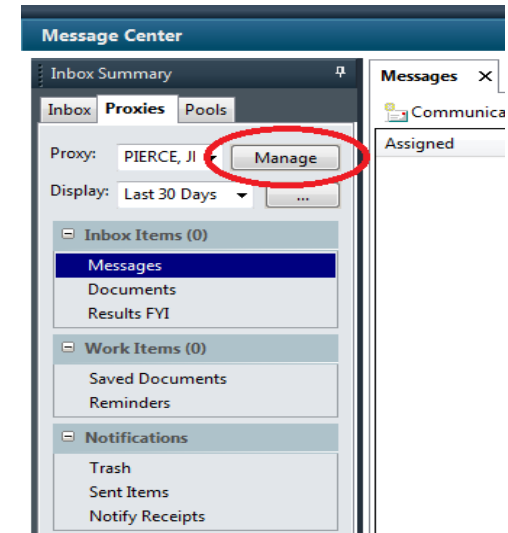 Message Center
Inbox Summary
Messages X
Inbox Proxies Pools
Communica
Proxy: PIERCE, JI Manage
Assigned
Display: Last 30 Days ...
Inbox Items (0)
Messages
Documents
Results FYI
Work Items (0)
Saved Documents
Reminders
Notifications
Trash
Sent Items
Notify Receipts